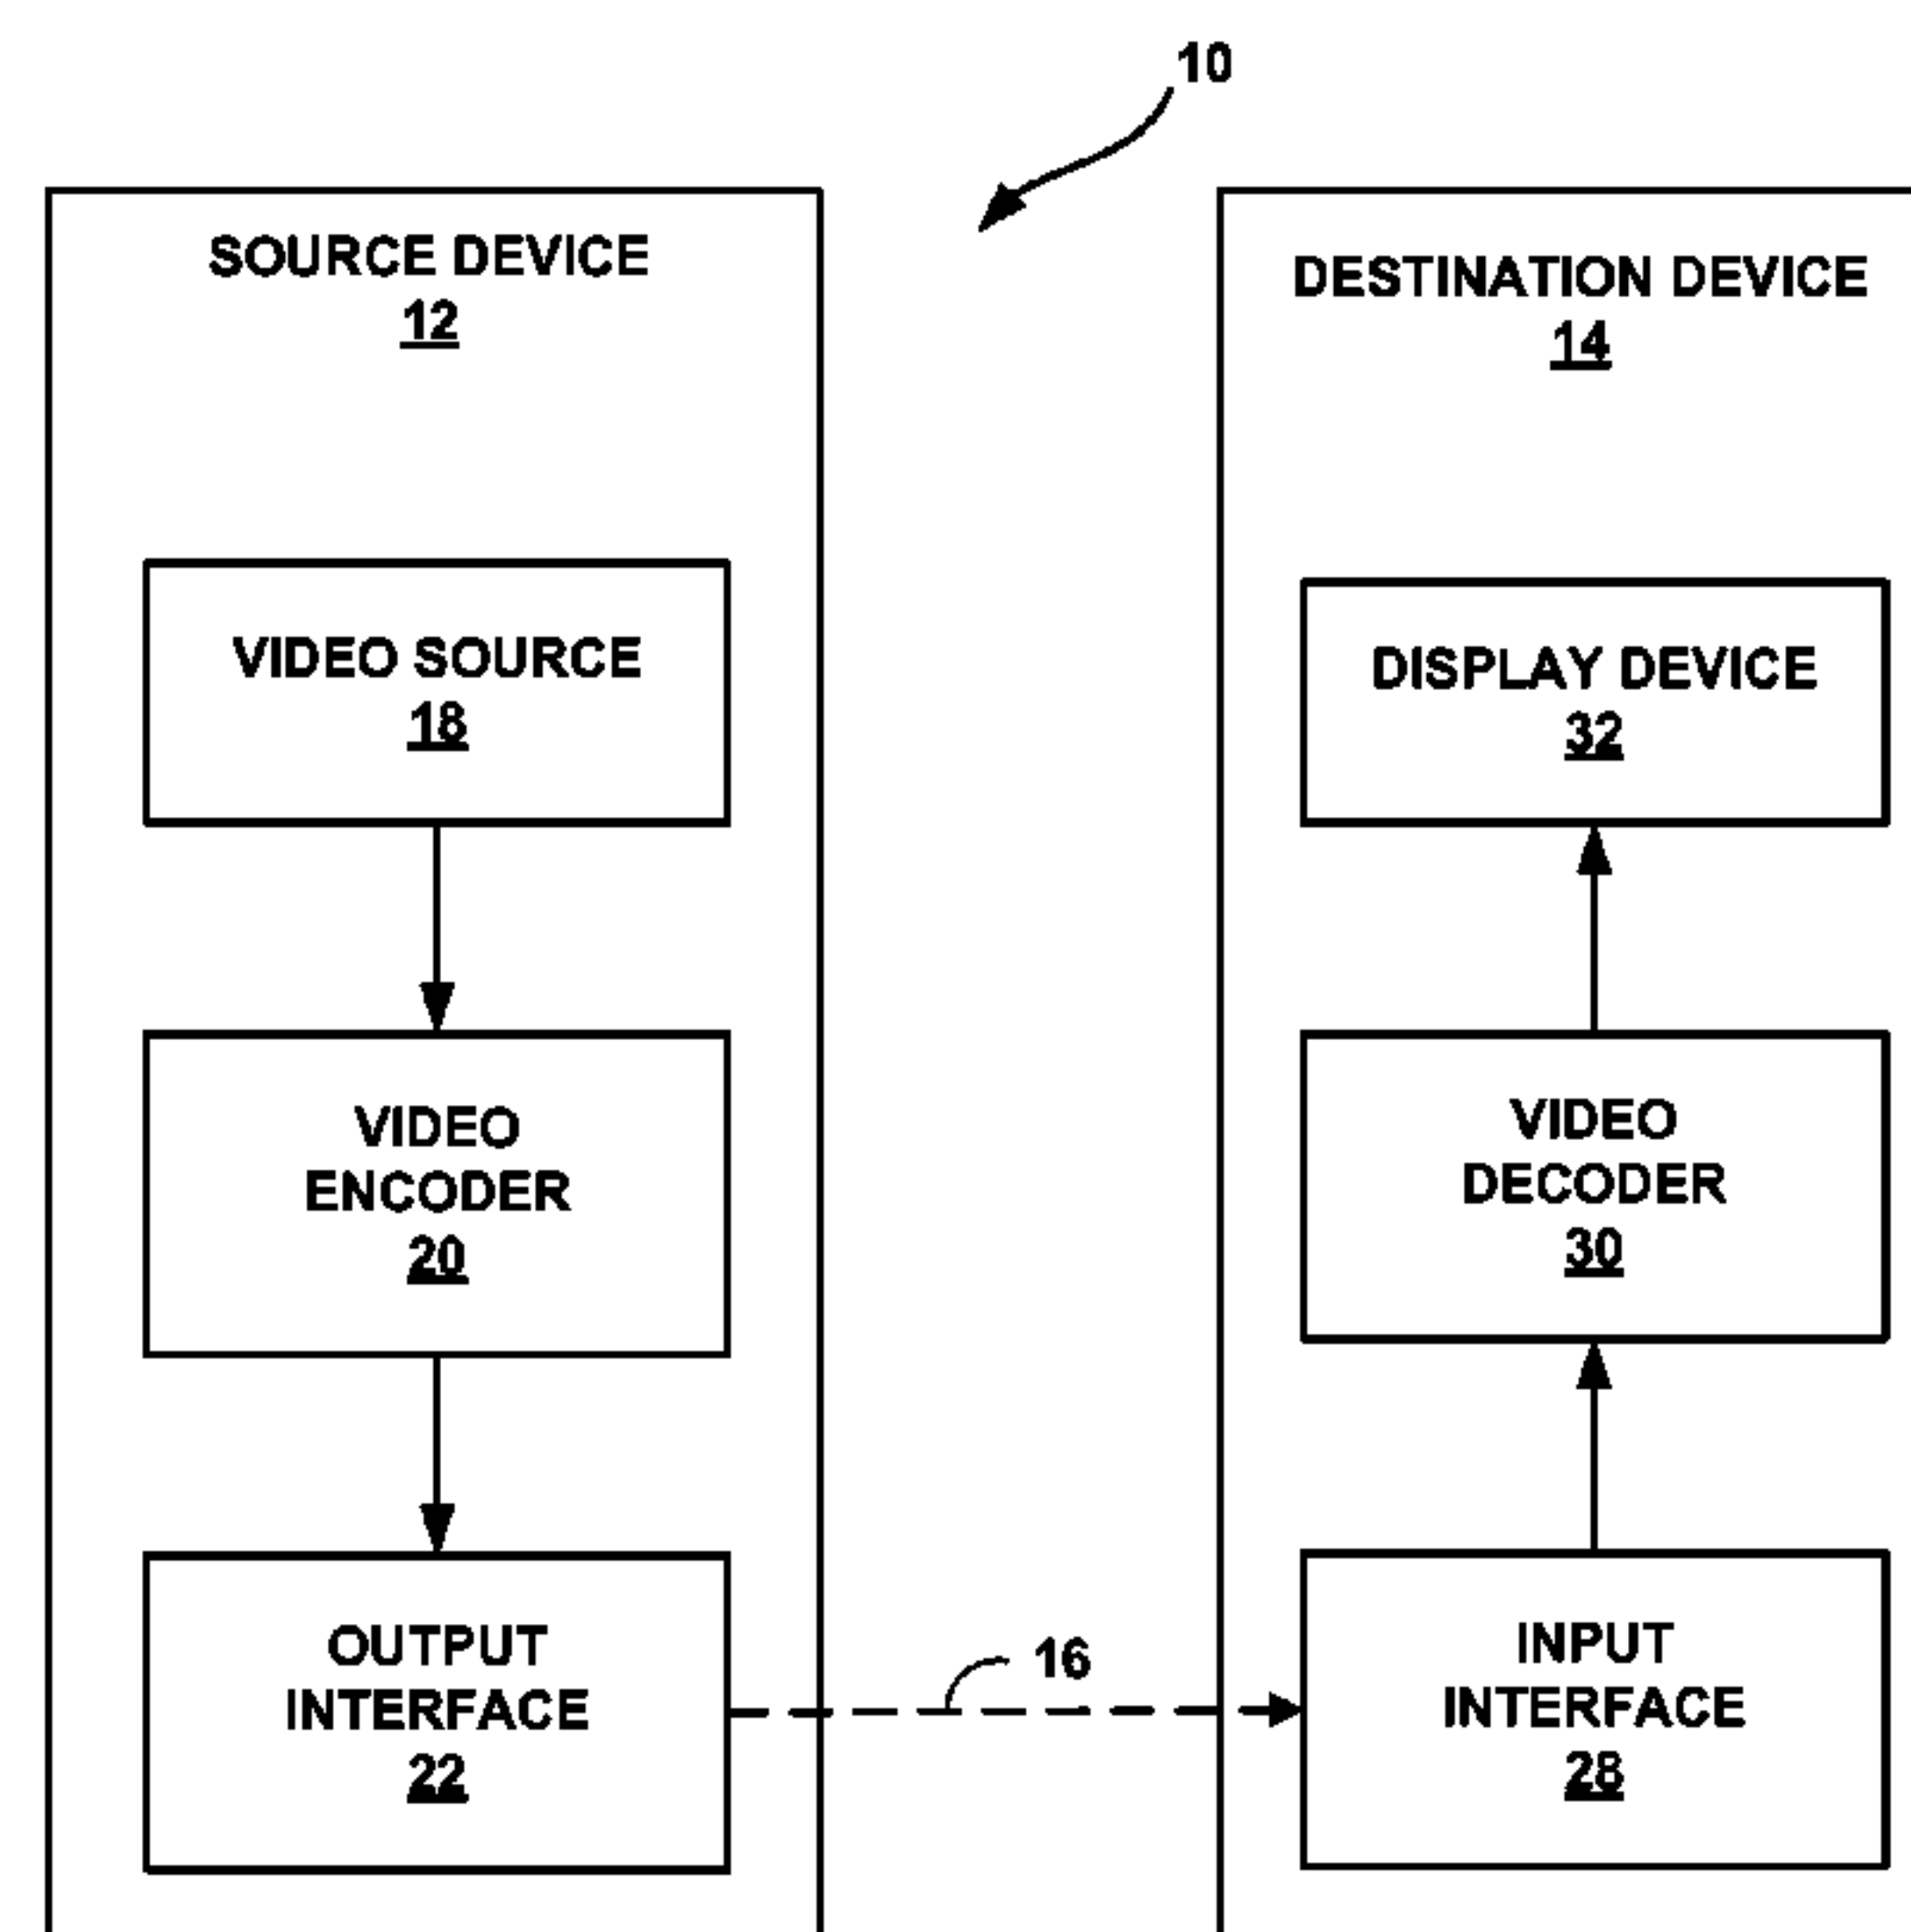 10
SOURCE DEVICE
12
VIDEO SOURCE
18
VIDEO
ENCODER
20
OUTPUT
INTERFACE
22
16
DESTINATION DEVICE
14
DISPLAY DEVICE
32
VIDEO
DECODER
30
INPUT
INTERFACE
28